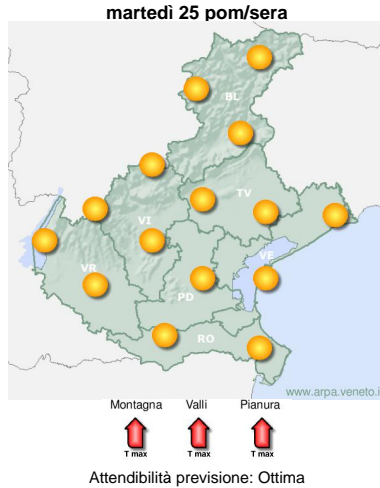 martedì 25 pom/sera
BL
TV
VI
VE
VR
PD
RO
www.arpa.veneto.i
Montagna Valli Pianura
T max T max T max
Attendibilità previsione: Ottima